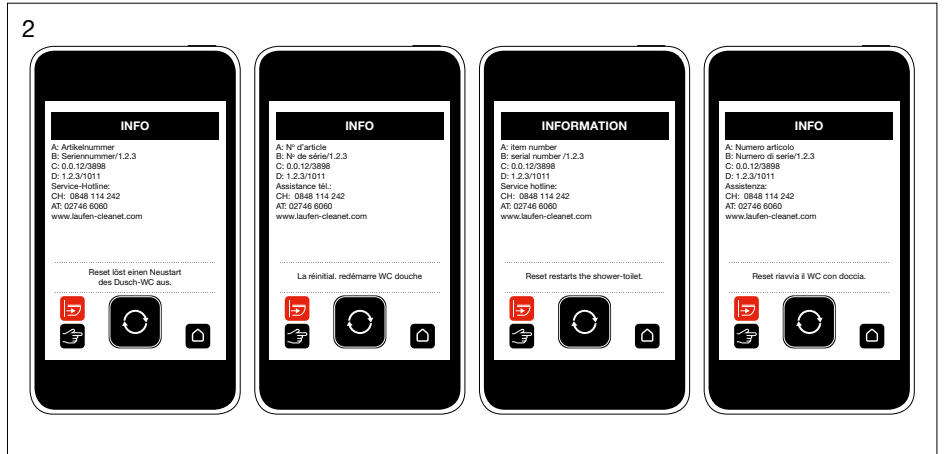 2
INFO
A: Artikelnummer
B: Seriennummer/1.2.3
C: 0.0.12/3898
D: 1.2.3/1011
Service-Hotline:
CH: 0848 114 242
AT: 02746 6060
www.laufen-cleanet.com
Reset löst einen Neustart
des Dusch-WC aus.
INFO
A: Nº d'article
B: Nº de série/1.2.3
C: 0.0.12/3898
D: 1.2.3/1011
Assistance tél.:
CH: 0848 114 242
AT: 02746 6060
www.laufen-cleanet.com
La réinitial. redémarre WC douche
INFORMATION
A: item number
B: serial number /1.2.3
C: 0.0.12/3898
D: 1.2.3/1011
Service hotline:
CH: 0848 114 242
AT: 02746 6060
www.laufen-cleanet.com
Reset restarts the shower-toilet.
INFO
A: Numero articolo
B: Numero di serie/1.2.3
C: 0.0.12/3898
D: 1.2.3/1011
Assistenza:
CH: 0848 114 242
AT: 02746 6060
www.laufen-cleanet.com
Reset riavvia il WC con doccia.